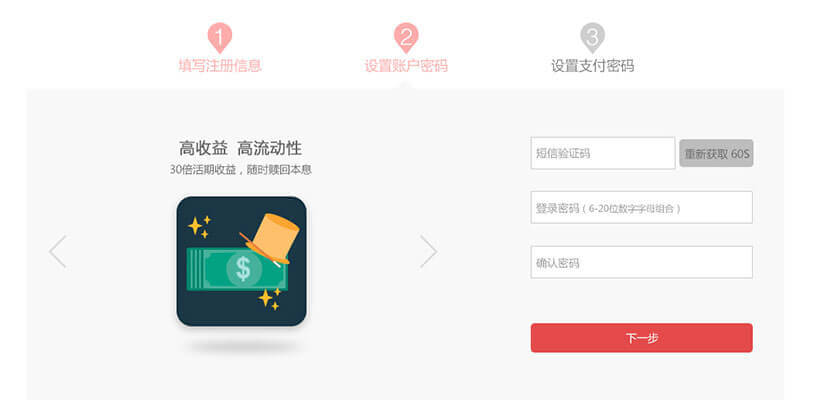 1
2
3
填写注册信息
设置账户密码
设置支付密码
高收益 高流动性
30倍活期收益，随时赎回本息
$
短信验证码
重新获取 60S
登录密码（6-20位数字字母组合）
确认密码
下一步